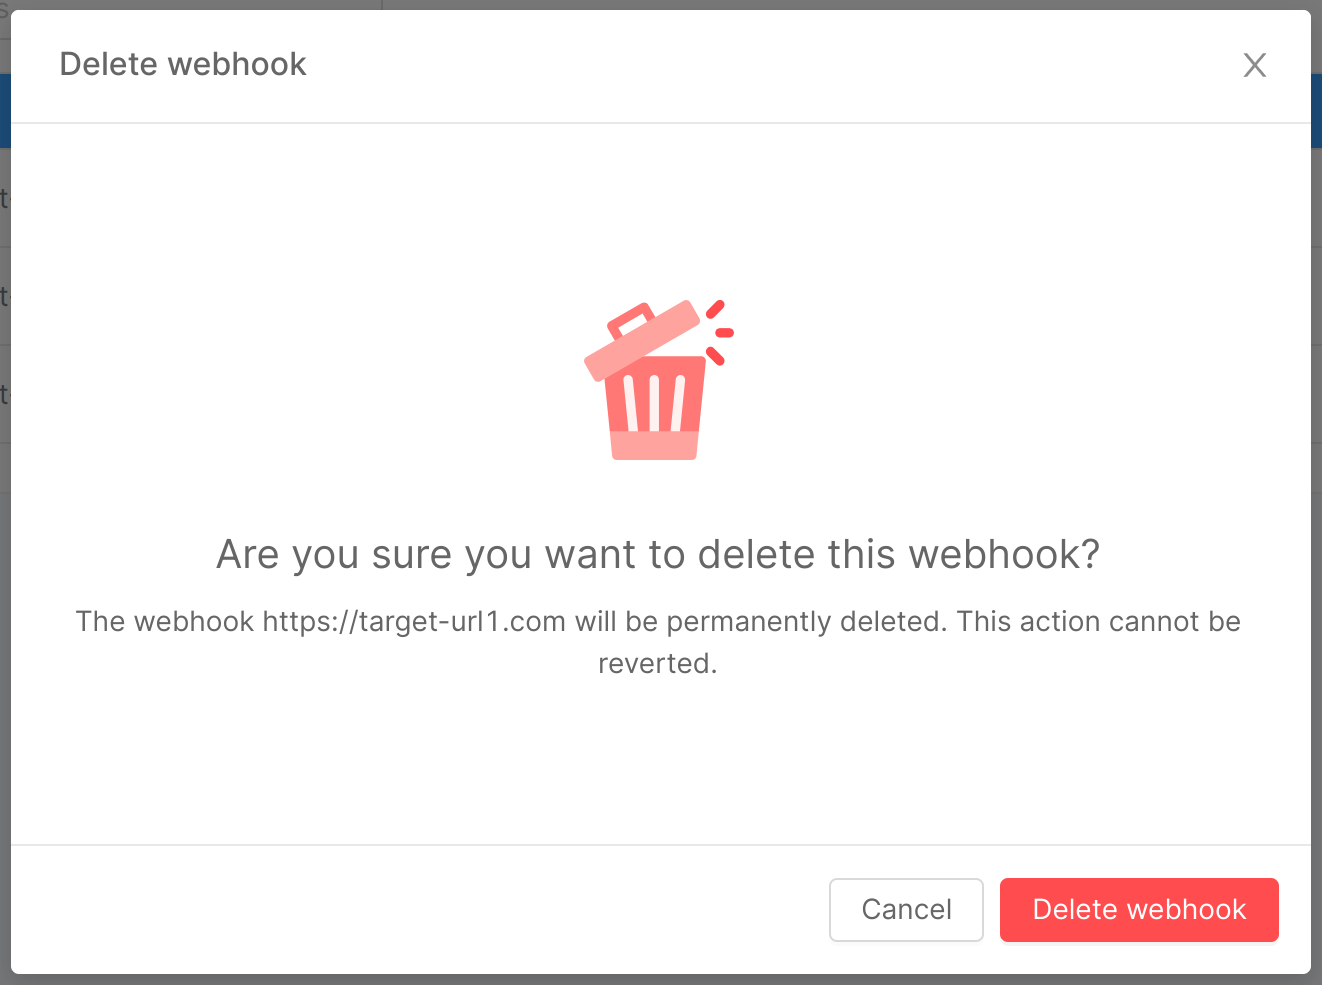 Delete webhook
Are you sure you want to delete this webhook?
The webhook https://target-url1.com will be permanently deleted. This action cannot be
reverted.
Cancel
Delete webhook